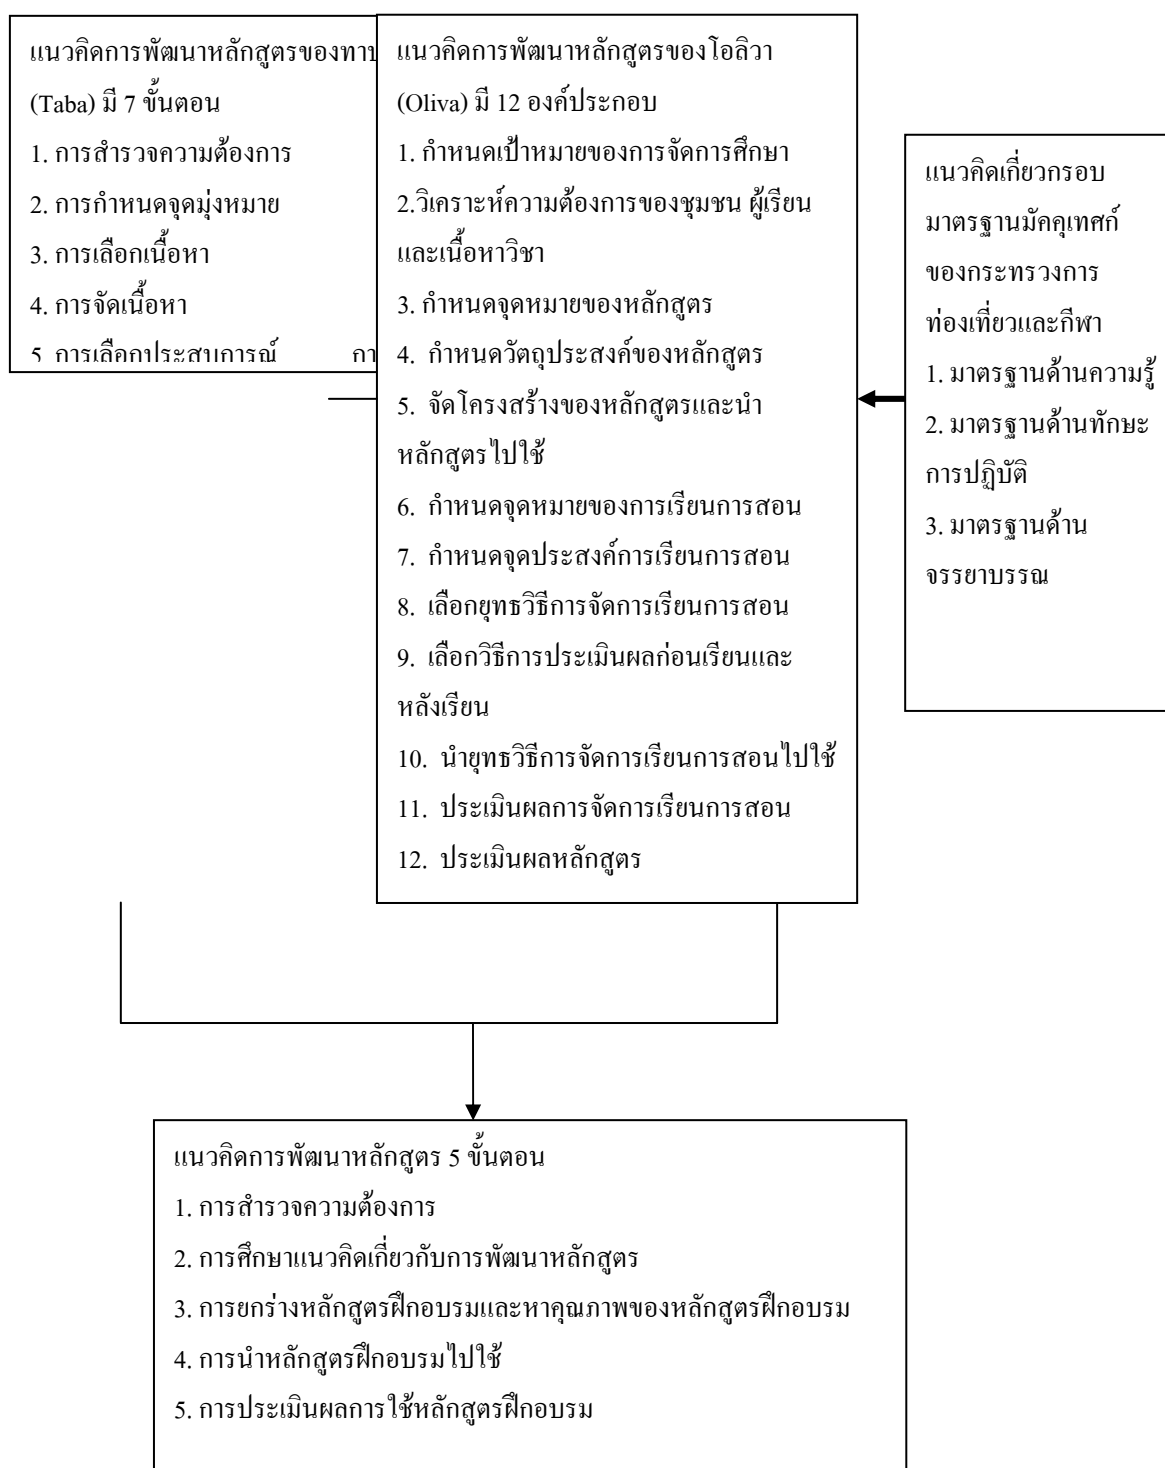 แนวคิดการพัฒนาหลักสูตรของทาบ
(Taba) มี 7 ขั้นตอน
1. การสำรวจความต้องการ
2. การกำหนดจุดมุ่งหมาย
3. การเลือกเนื้อหา
4. การจัดเนื้อหา
5. การเลือกประสบการณ์ กา
แนวคิดการพัฒนาหลักสูตรของโอลิวา
(Oliva) มี 12 องค์ประกอบ
1. กำหนดเป้าหมายของการจัดการศึกษา
2.วิเคราะห์ความต้องการของชุมชน ผู้เรียน
และเนื้อหาวิชา
3. กำหนดจุดหมายของหลักสูตร
4. กำหนดวัตถุประสงค์ของหลักสูตร
5. จัดโครงสร้างของหลักสูตรและนำ
หลักสูตรไปใช้
6. กำหนดจุดหมายของการเรียนการสอน
7. กำหนดจุดประสงค์การเรียนการสอน
8. เลือกยุทธวิธีการจัดการเรียนการสอน
9. เลือกวิธีการประเมินผลก่อนเรียนและ
หลังเรียน
10. นำยุทธวิธีการจัดการเรียนการสอนไปใช้
11. ประเมินผลการจัดการเรียนการสอน
12. ประเมินผลหลักสูตร
แนวคิดเกี่ยวกรอบ
มาตรฐานมัคคุเทศก์
ของกระทรวงการ
ท่องเที่ยวและกีฬา
1. มาตรฐานด้านความรู้
2. มาตรฐานด้านทักษะ
การปฏิบัติ
3. มาตรฐานด้าน
จรรยาบรรณ
แนวคิดการพัฒนาหลักสูตร 5 ขั้นตอน
1. การสำรวจความต้องการ
2. การศึกษาแนวคิดเกี่ยวกับการพัฒนาหลักสูตร
3. การยกร่างหลักสูตรฝึกอบรมและหาคุณภาพของหลักสูตรฝึกอบรม
4. การนำหลักสูตรฝึกอบรมไปใช้
5. การประเมินผลการใช้หลักสูตรฝึกอบรม